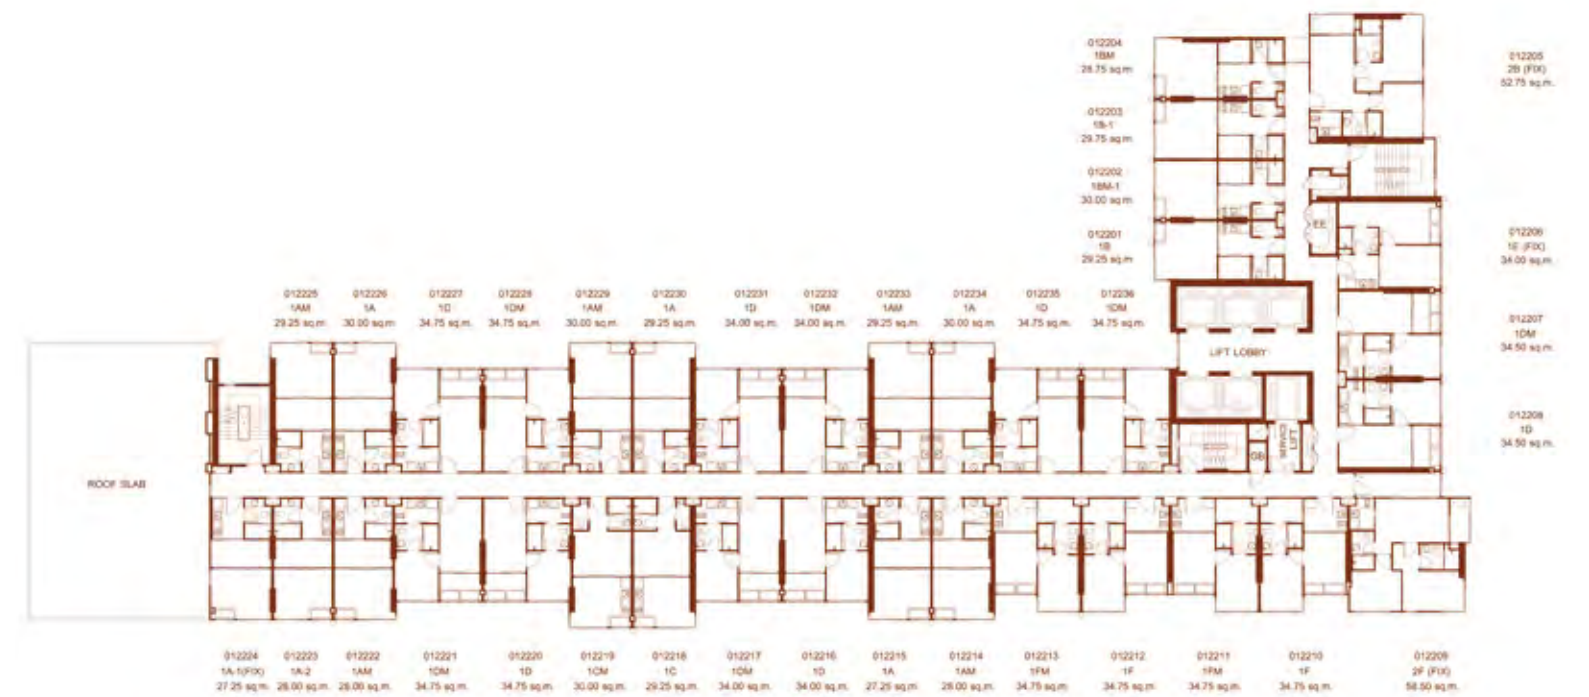 012204
1BM
28.75 sq.m.
012205
2B (FIX)
52.75 sq.m.
012203
1B-1
29.75 sq.m.
012202
1BM-1
30.00 sq.m.
012201
1B
29.25 sq.m.
EE
012206
1E (FIX)
34.00 sq.m.
012225
1AM
29.25 sq.m.
012226
1A
30.00 sq.m.
012227
1D
34.75 sq.m.
012228
1DM
34.75 sq.m.
012229
1AM
30.00 sq.m.
012230
1A
29.25 sq.m.
012231
1D
34.00 sq.m.
012232
1DM
34.00 sq.m.
012233
1AM
29.25 sq.m.
012234
1A
30.00 sq.m.
012235
1D
34.75 sq.m.
012236
1DM
34.75 sq.m.
012207
1DM
34.50 sq.m.
LIFT LOBBY
012208
1D
34.50 sq.m.
SERVICE
LIFT
GB
ROOF SLAB
012224
1A-1(FIX)
27.25 sq.m.
012223
1A-2
28.00 sq.m.
012222
1AM
28.00 sq.m.
012221
1DM
34.75 sq.m.
012220
1D
34.75 sq.m.
012219
1CM
30.00 sq.m.
012218
1C
29.25 sq.m.
012217
1DM
34.00 sq.m.
012216
1D
34.00 sq.m.
012215
1A
27.25 sq.m.
012214
1AM
28.00 sq.m.
012213
1FM
34.75 sq.m.
012212
1F
34.75 sq.m.
012211
1FM
34.75 sq.m.
012210
1F
34.75 sq.m.
012209
2F (FIX)
58.50 sq.m.